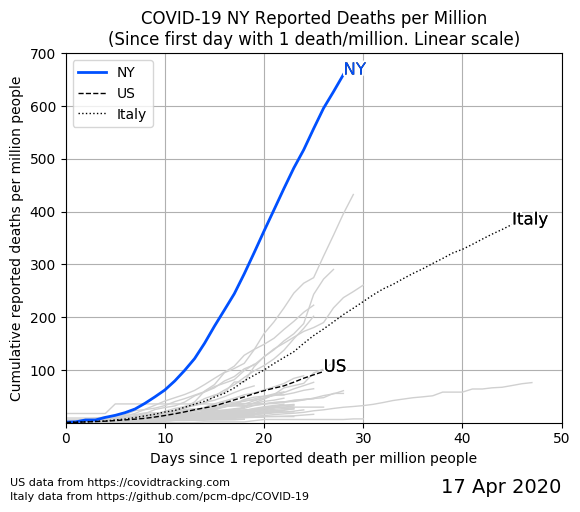 COVID-19 NY Reported Deaths per Million
(Since first day with 1 death/million. Linear scale)
Cumulative reported deaths per million people
700
600
500
400
300
200
100
NY
US
Italy
NY
Italy
US
0
10
20
30
40
50
Days since 1 reported death per million people
US data from https://covidtracking.com
Italy data from https://github.com/pcm-dpc/COVID-19
17 Apr 2020